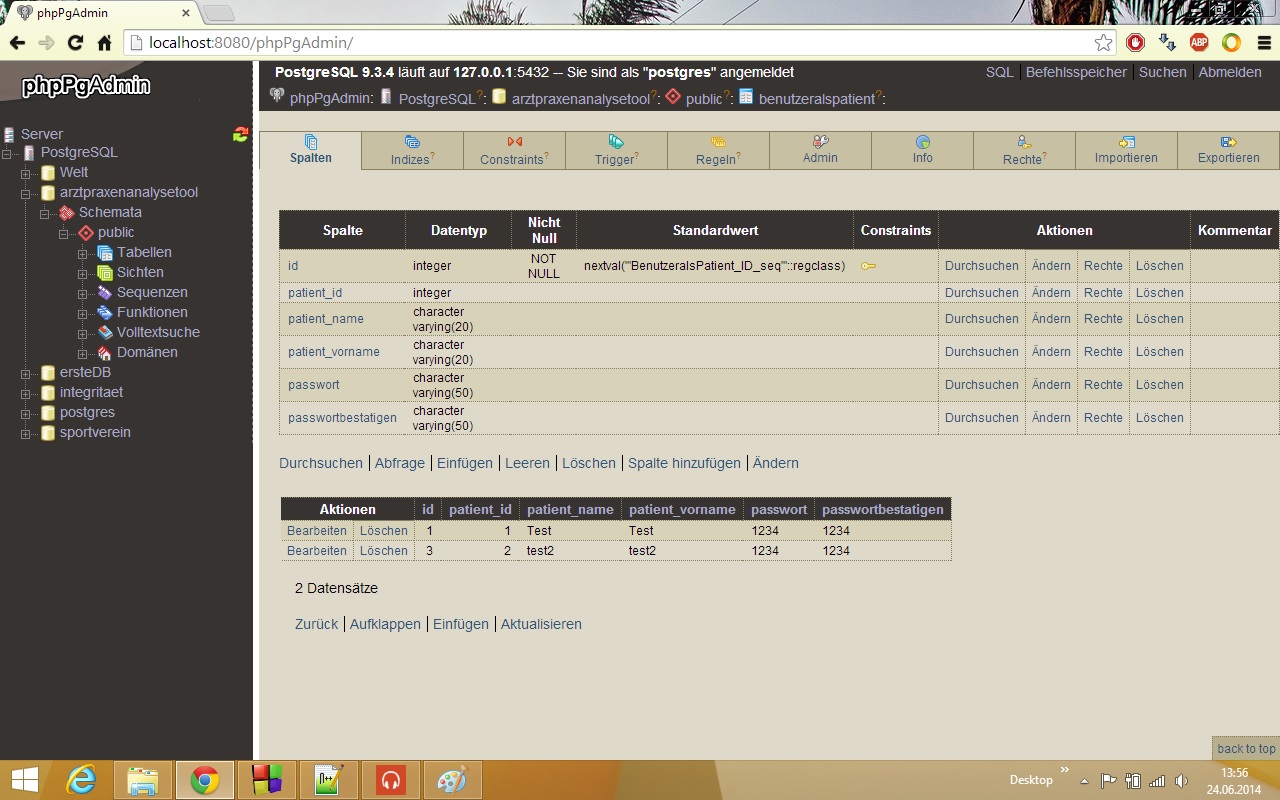 phpPgAdmin
localhost:8080/phpPgAdmin/
ABP
phpPgAdmin
PostgreSQL 9.3.4 läuft auf 127.0.0.1:5432 -- Sie sind als "postgres" angemeldet
SQL Befehlsspeicher Suchen Abmelden
phpPgAdmin: PostgreSQL?: arztpraxenanalysetool?: public?: benutzeralspatient?:
Server
PostgreSQL
Welt
arztpraxenanalysetool
Schemata
public
Tabellen
Sichten
Sequenzen
Funktionen
Volltextsuche
Domänen
ersteDB
integritaet
postgres
sportverein
Spalten Indizes? Constraints? Trigger? Regeln? Admin Info Rechte? Importieren Exportieren
Spalte Datentyp Nicht Null Standardwert Constraints Aktionen Kommentar
id integer NOT NULL nextval('"BenutzeralsPatient_ID_seq"'::regclass) Durchsuchen Ändern Rechte Löschen
patient_id integer Durchsuchen Ändern Rechte Löschen
patient_name character varying(20) Durchsuchen Ändern Rechte Löschen
patient_vorname character varying(20) Durchsuchen Ändern Rechte Löschen
passwort character varying(50) Durchsuchen Ändern Rechte Löschen
passwortbestatigen character varying(50) Durchsuchen Ändern Rechte Löschen
Durchsuchen Abfrage Einfügen Leeren Löschen Spalte hinzufügen Ändern
Aktionen id patient_id patient_name patient_vorname passwort passwortbestatigen
Bearbeiten Löschen 1 1 Test Test 1234 1234
Bearbeiten Löschen 3 2 test2 test2 1234 1234
2 Datensätze
Zurück Aufklappen Einfügen Aktualisieren
back to top
Desktop
13:56
24.06.2014